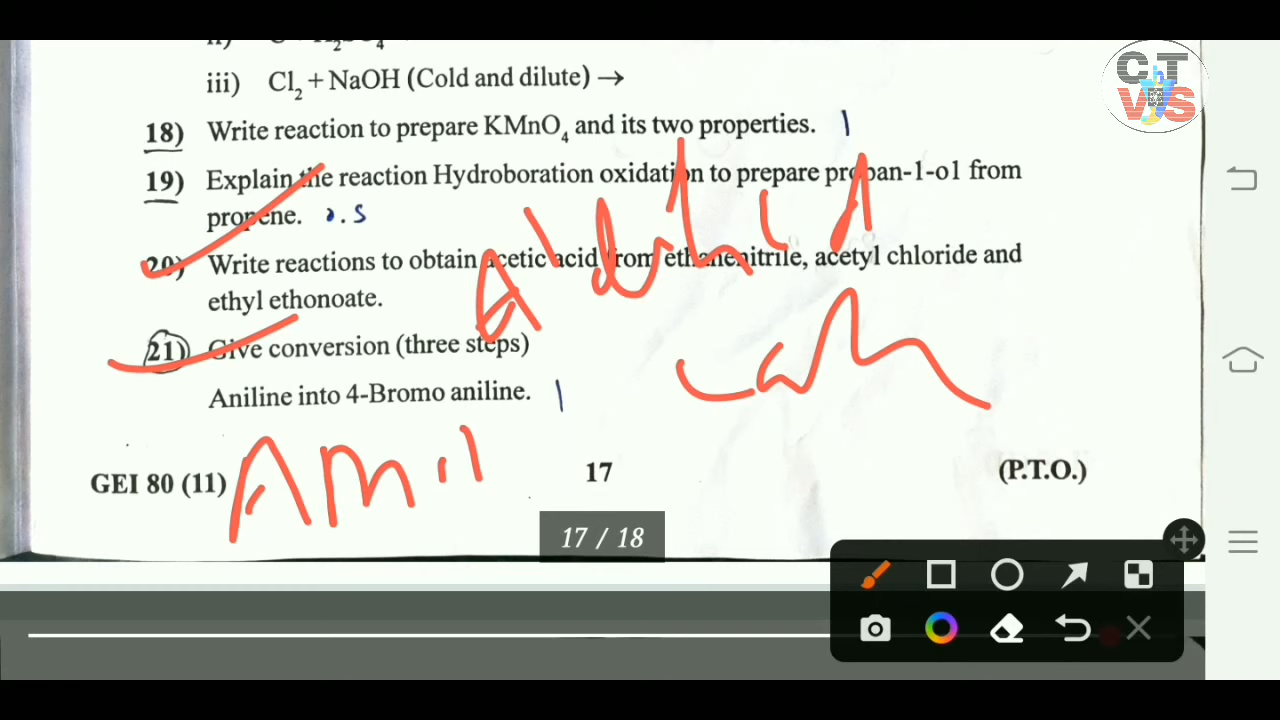 iii) Cl2 + NaOH (Cold and dilute) →
18) Write reaction to prepare KMnO4 and its two properties. 1
19) Explain the reaction Hydroboration oxidation to prepare propan-1-o1 from
propene. 2.5
20) Write reactions to obtain acetic acid from ethanenitrile, acetyl chloride and
ethyl ethonoate.
21) Give conversion (three steps)
Aniline into 4-Bromo aniline. 1
GEI 80 (11) 17 (P.T.O.)
17 / 18
CT
VS